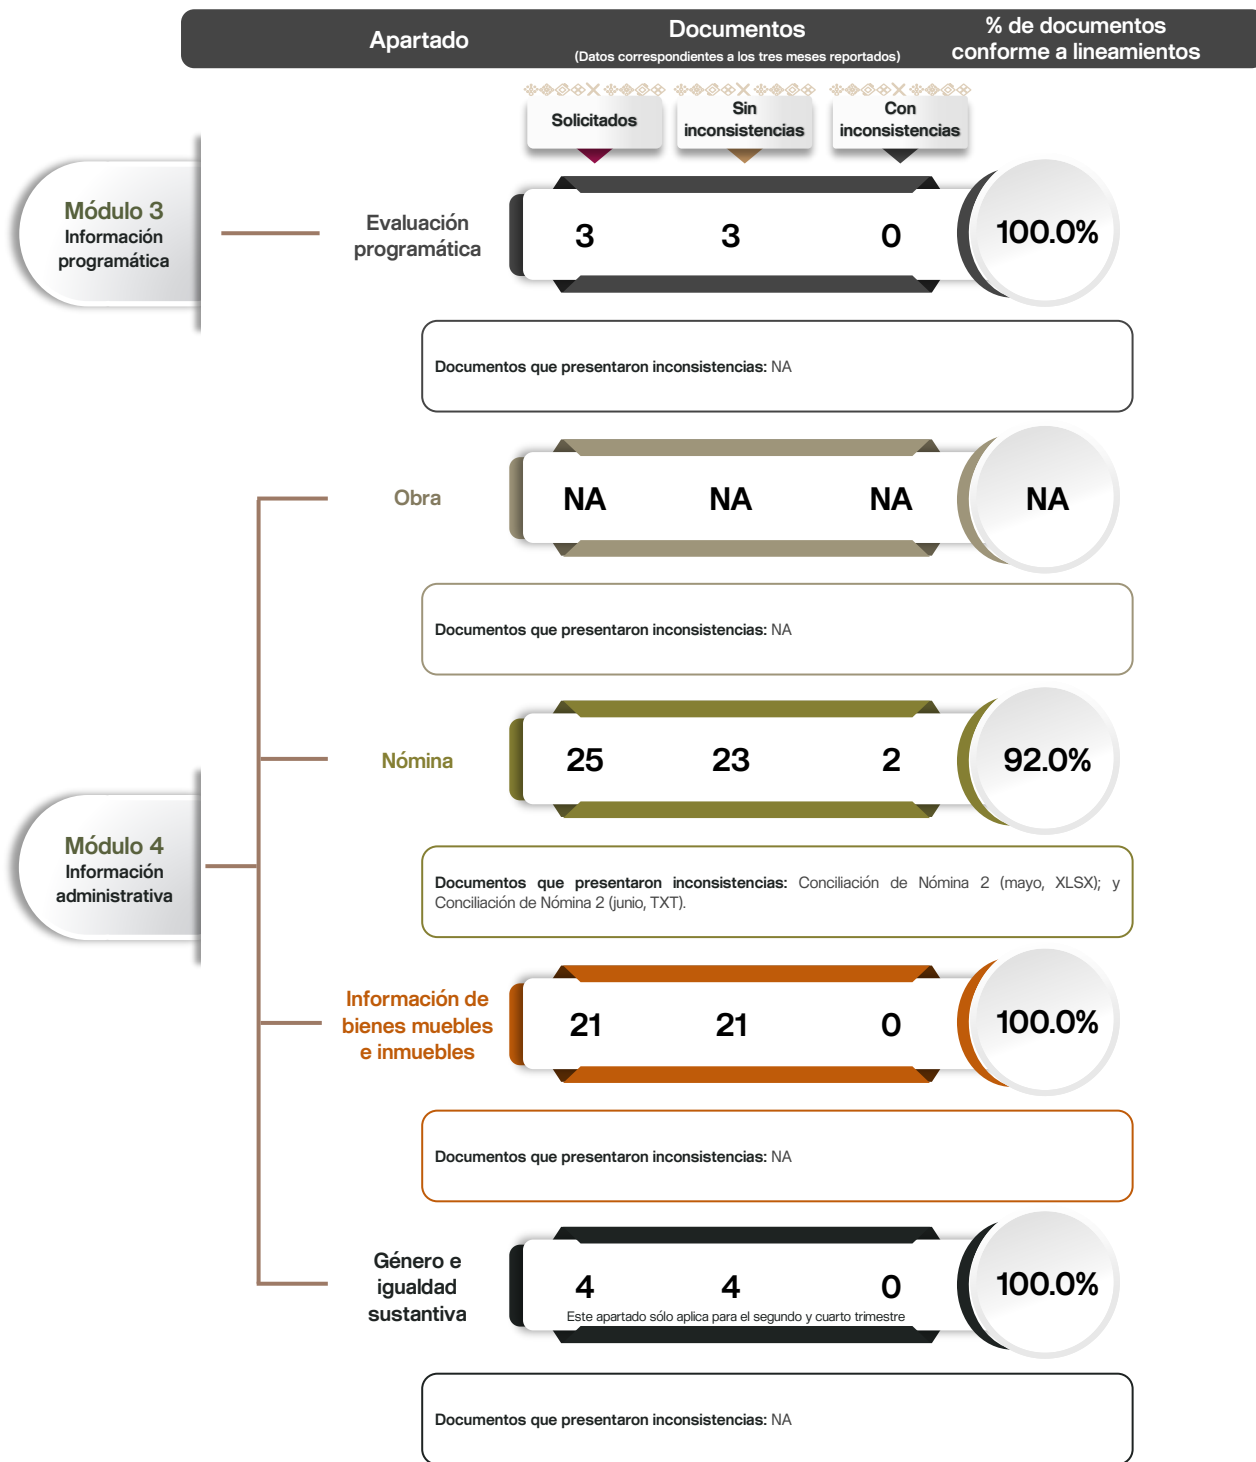 Apartado
Documentos
(Datos correspondientes a los tres meses reportados)
% de documentos
conforme a lineamientos
Solicitados
Sin
inconsistencias
Con
inconsistencias
Módulo 3
Información
programática
Evaluación
programática
3 3 0 100.0%
Documentos que presentaron inconsistencias: NA
Obra
NA NA NA NA
Documentos que presentaron inconsistencias: NA
Nómina
25 23 2 92.0%
Documentos que presentaron inconsistencias: Conciliación de Nómina 2 (mayo, XLSX); y
Conciliación de Nómina 2 (junio, TXT).
Módulo 4
Información
administrativa
Información de
bienes muebles
e inmuebles
21 21 0 100.0%
Documentos que presentaron inconsistencias: NA
Género e
igualdad
sustantiva
4 4 0 100.0%
Este apartado sólo aplica para el segundo y cuarto trimestre
Documentos que presentaron inconsistencias: NA